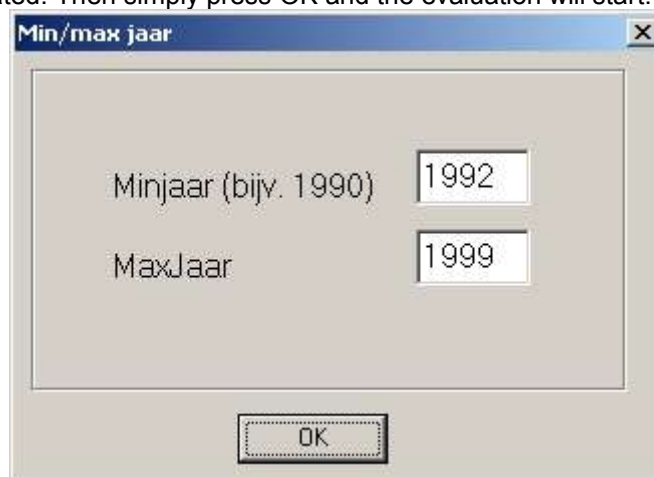 ated. Then simply press OK and the evaluation will start.
Min/max jaar
Minjaar (bijv. 1990) 1992
MaxJaar 1999
OK